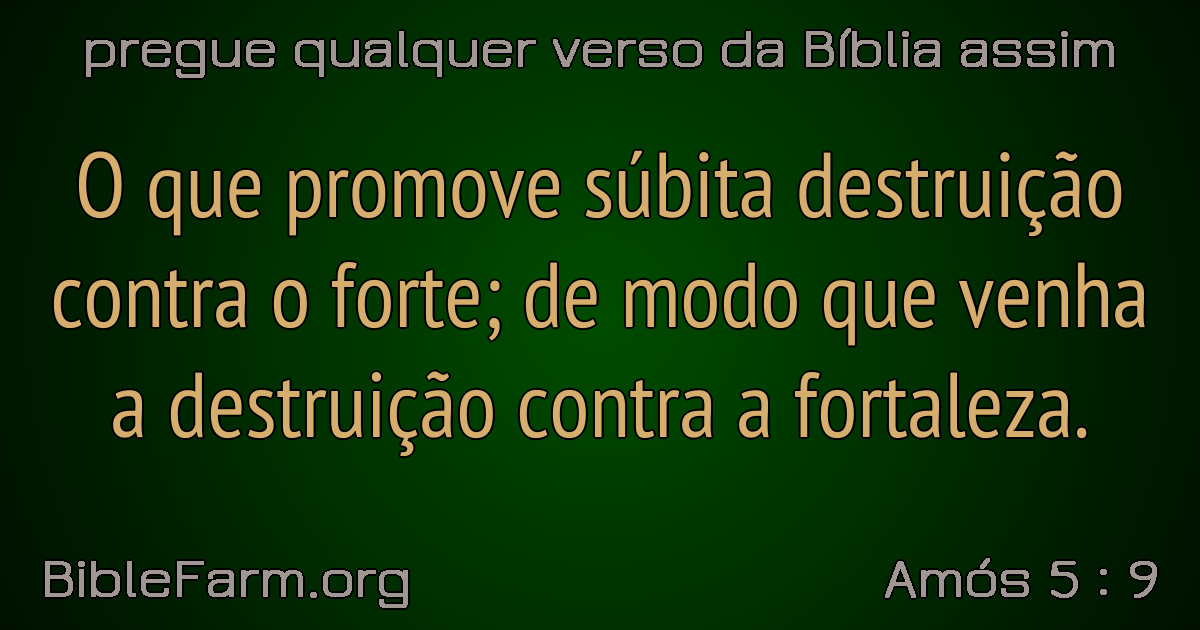 pregue qualquer verso da Bíblia assim
O que promove súbita destruição
contra o forte; de modo que venha
a destruição contra a fortaleza.
BibleFarm.org
Amós 5 : 9